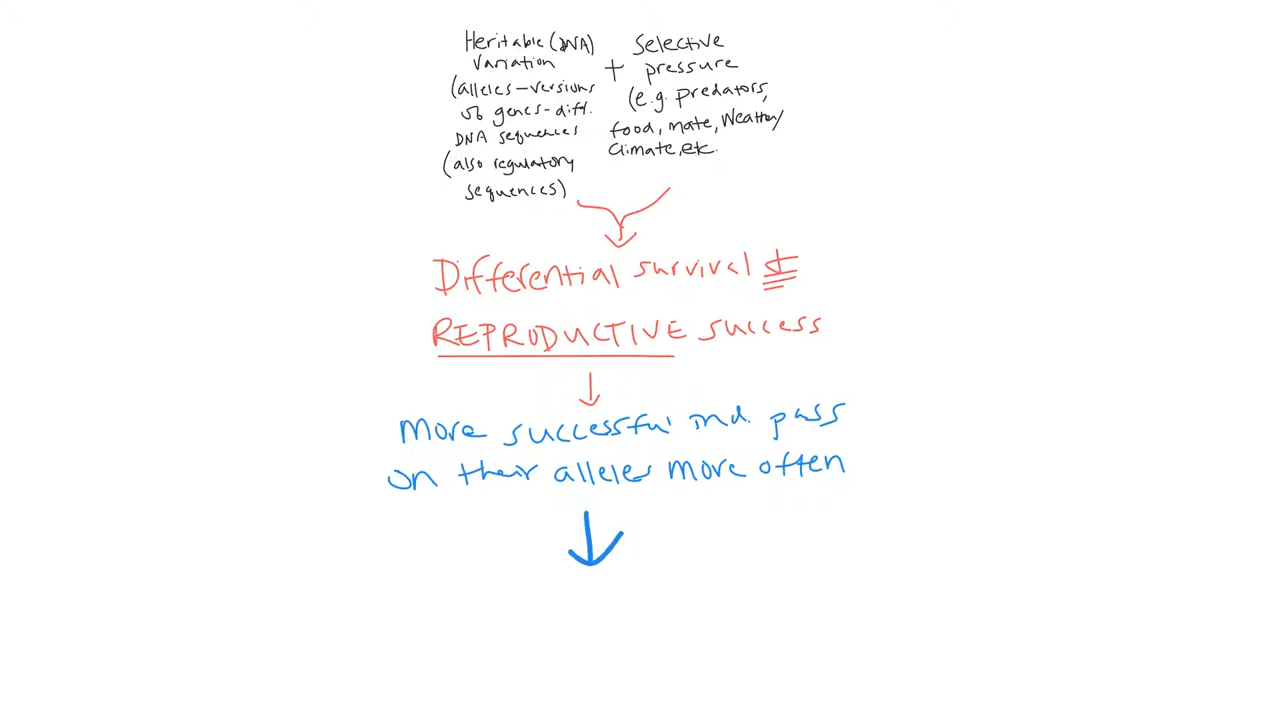 Heritable (DNA)
variation
(alleles-versions
of genes-diff.
DNA sequences
(also regulatory
sequences)
+
Selective
pressure
(e.g. predators,
food, mate, Weather/
Climate, etc.
Differential survival +
REPRODUCTIVE success
More successful ind. pass
on their alleles more often